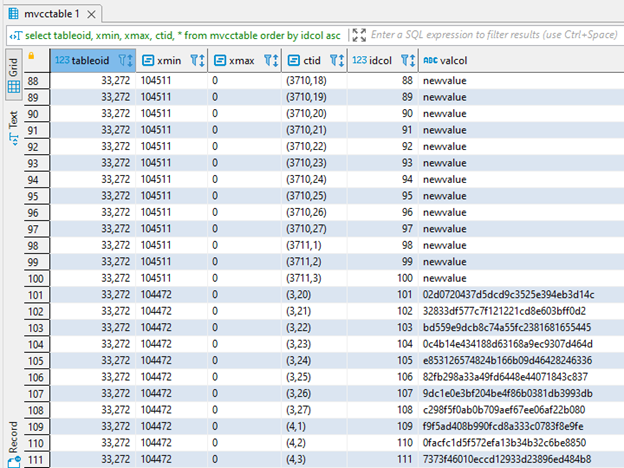 mvcctable 1
select tableoid, xmin, xmax, ctid, * from mvcctable order by idcol asc Enter a SQL expression to filter results (use Ctrl+Space)
Grid
Text
Record
123 tableoid xmin xmax ctid 123 idcol ABC valcol
88 33,272 104511 0 (3710,18) 88 newvalue
89 33,272 104511 0 (3710,19) 89 newvalue
90 33,272 104511 0 (3710,20) 90 newvalue
91 33,272 104511 0 (3710,21) 91 newvalue
92 33,272 104511 0 (3710,22) 92 newvalue
93 33,272 104511 0 (3710,23) 93 newvalue
94 33,272 104511 0 (3710,24) 94 newvalue
95 33,272 104511 0 (3710,25) 95 newvalue
96 33,272 104511 0 (3710,26) 96 newvalue
97 33,272 104511 0 (3710,27) 97 newvalue
98 33,272 104511 0 (3711,1) 98 newvalue
99 33,272 104511 0 (3711,2) 99 newvalue
100 33,272 104511 0 (3711,3) 100 newvalue
101 33,272 104472 0 (3,20) 101 02d0720437d5dcd9c3525e394eb3d14c
102 33,272 104472 0 (3,21) 102 32833df577c7f121221cd8e603bff0d2
103 33,272 104472 0 (3,22) 103 bd559e9dcb8c74a55fc2381681655445
104 33,272 104472 0 (3,23) 104 0c4b14e434188d63168a9ec9307d464d
105 33,272 104472 0 (3,24) 105 e853126574824b166b09d46428246336
106 33,272 104472 0 (3,25) 106 82fb298a33a49fd6448e44071843c837
107 33,272 104472 0 (3,26) 107 9dc1e0e3bf204be4f86b0381db3993db
108 33,272 104472 0 (3,27) 108 c298f5f0ab0b709aef67ee06af22b080
109 33,272 104472 0 (4,1) 109 f9f5ad408b990fcd8a333c0783f8e9fe
110 33,272 104472 0 (4,2) 110 0facfc1d5f572efa13b34b32c6be8850
111 33,272 104472 0 (4,3) 111 7373f46010eccd12933d23896ed484b8